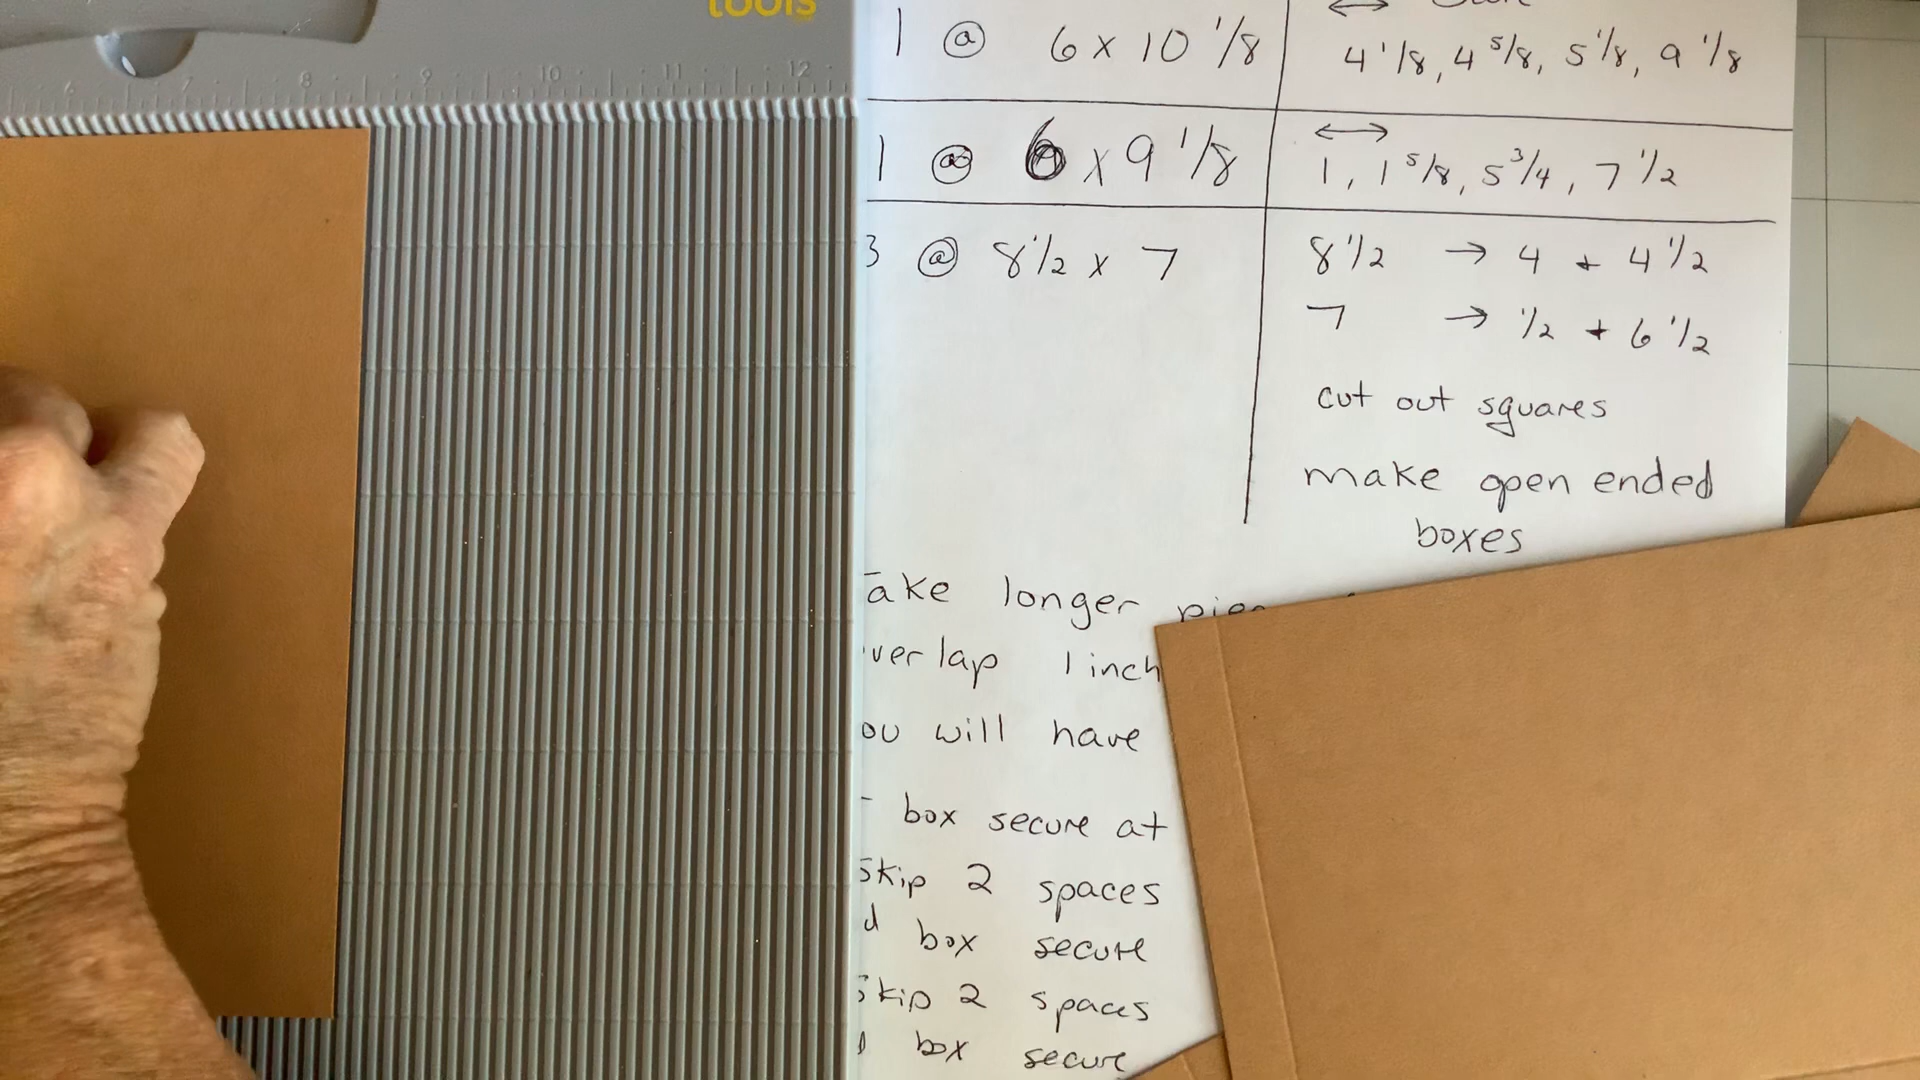 tools
6 7 8 9 10 11 12
1 @ 6 x 10 1/8
4 1/8, 4 5/8, 5 1/8, 9 1/8
1 @ 6 x 9 1/8
1, 1 5/8, 5 3/4, 7 1/2
3 @ 8 1/2 x 7
8 1/2 → 4 + 4 1/2
7 → 1/2 + 6 1/2
cut out squares
make open ended
boxes
ake longer
verlap 1 inch
ou will have
- box secure at
skip 2 spaces
d box secure
skip 2 spaces
box secure